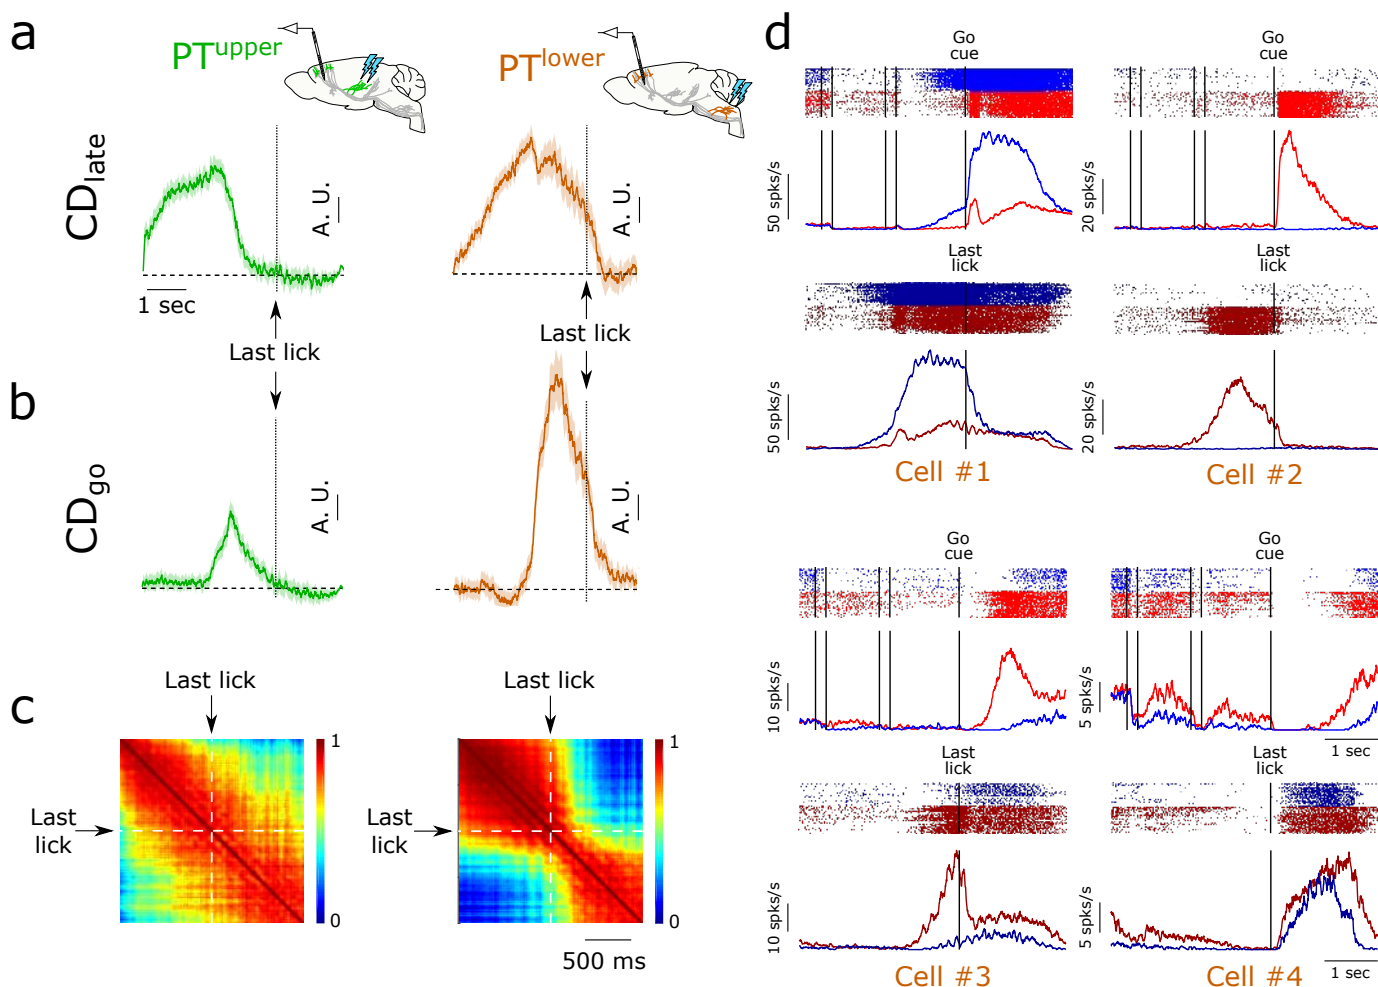 a
PTupper
PTlower
CDlate
A. U.
A. U.
1 sec
Last lick
Last lick
b
CDgo
A. U.
A. U.
c
Last lick
Last lick
Last
lick
1
0
Last
lick
1
0
500 ms
d
Go
cue
Go
cue
50 spks/s
20 spks/s
Last
lick
50 spks/s
20 spks/s
Cell #1
Cell #2
Go
cue
Go
cue
10 spks/s
5 spks/s
1 sec
Last
lick
Last
lick
10 spks/s
5 spks/s
1 sec
Cell #3
Cell #4